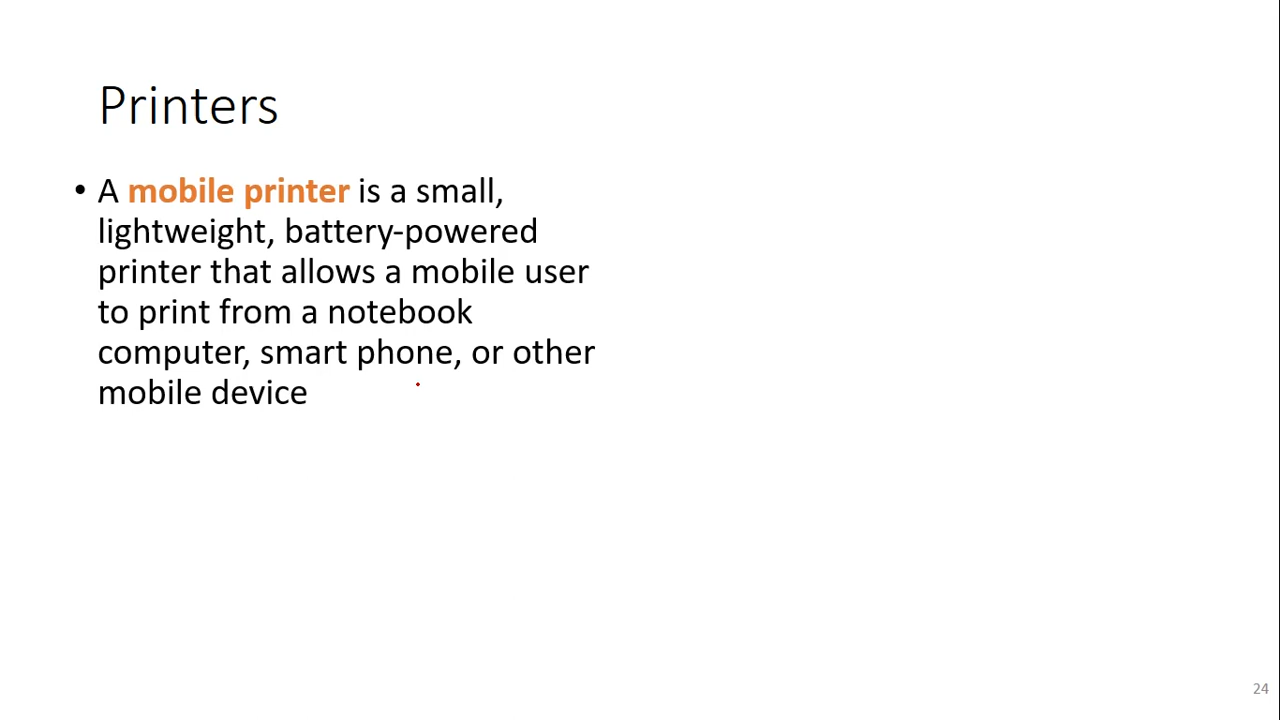 Printers
• A mobile printer is a small,
lightweight, battery-powered
printer that allows a mobile user
to print from a notebook
computer, smart phone, or other
mobile device
24